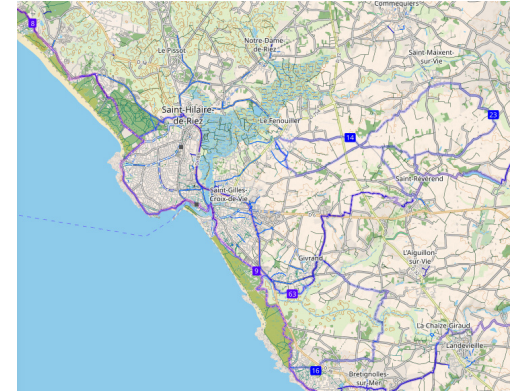 Commequiers
8
Notre-Dame-
de-Riez
Le Pissot
Saint-Maixent-
sur-Vie
Saint-Hilaire-
de-Riez
23
Le Fenouiller
14
Saint-Révérend
Saint-Gilles-
Croix-de-Vie
L'Aiguillon-
sur-Vie
Givrand
9
63
La Chaize-Giraud
Landevieille
16
Bretignolles-
sur-Mer